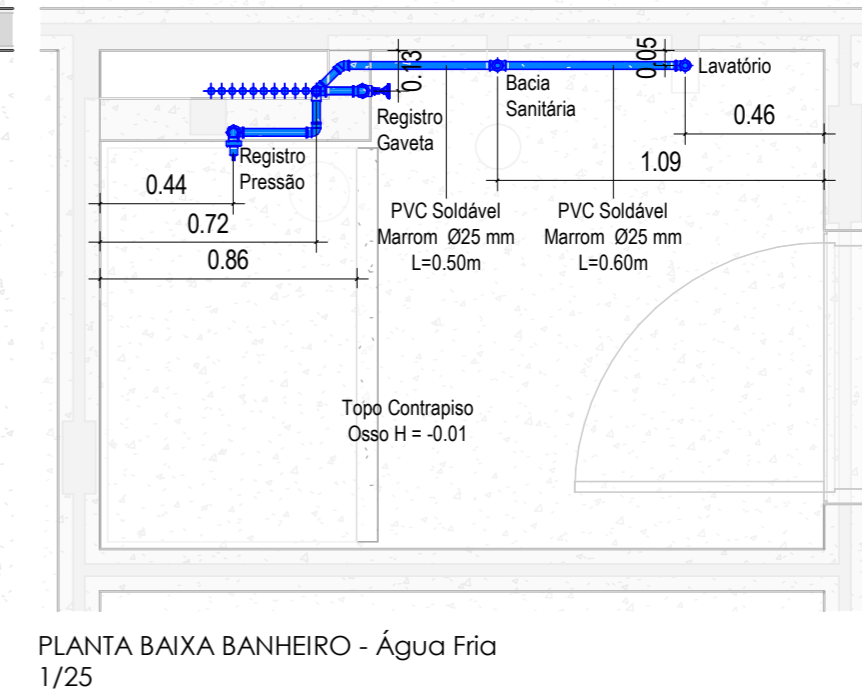 0.13
0.05
Lavatório
Bacia
Sanitária
0.46
Registro
Gaveta
Registro
Pressão
1.09
0.44
0.72
0.86
PVC Soldável
Marrom Ø25 mm
L=0.50m
PVC Soldável
Marrom Ø25 mm
L=0.60m
Topo Contrapiso
Osso H = -0.01
PLANTA BAIXA BANHEIRO - Água Fria
1/25